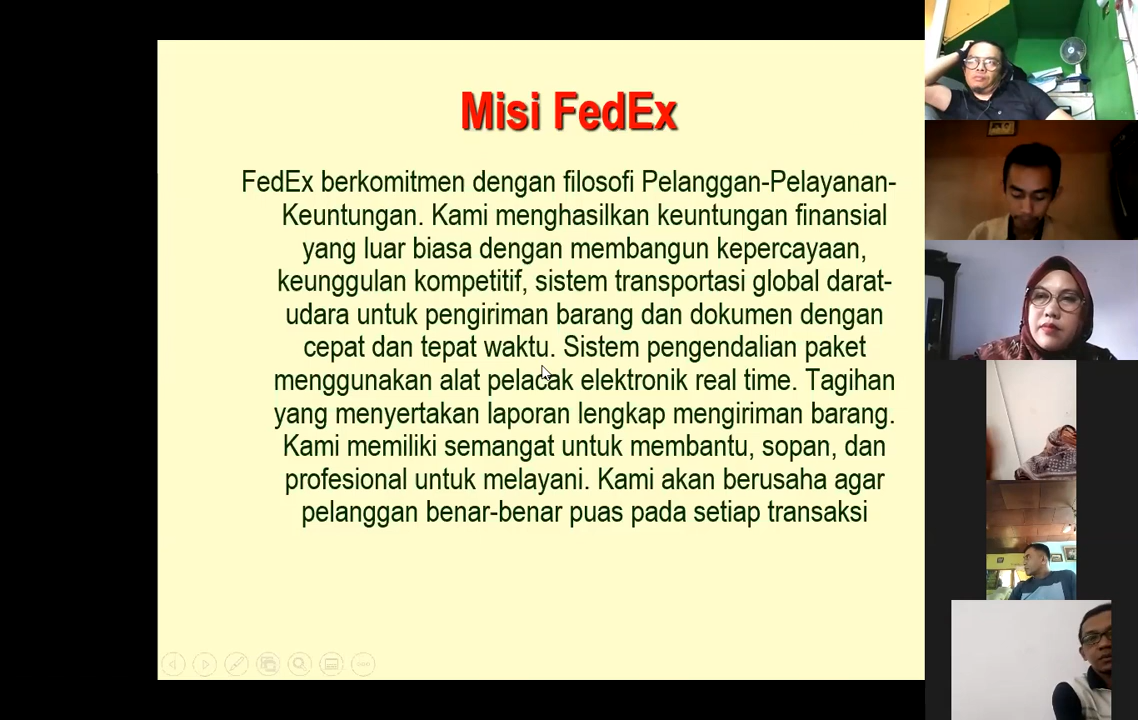 Misi FedEx
FedEx berkomitmen dengan filosofi Pelanggan-Pelayanan-
Keuntungan. Kami menghasilkan keuntungan finansial
yang luar biasa dengan membangun kepercayaan,
keunggulan kompetitif, sistem transportasi global darat-
udara untuk pengiriman barang dan dokumen dengan
cepat dan tepat waktu. Sistem pengendalian paket
menggunakan alat pelacak elektronik real time. Tagihan
yang menyertakan laporan lengkap mengiriman barang.
Kami memiliki semangat untuk membantu, sopan, dan
profesional untuk melayani. Kami akan berusaha agar
pelanggan benar-benar puas pada setiap transaksi